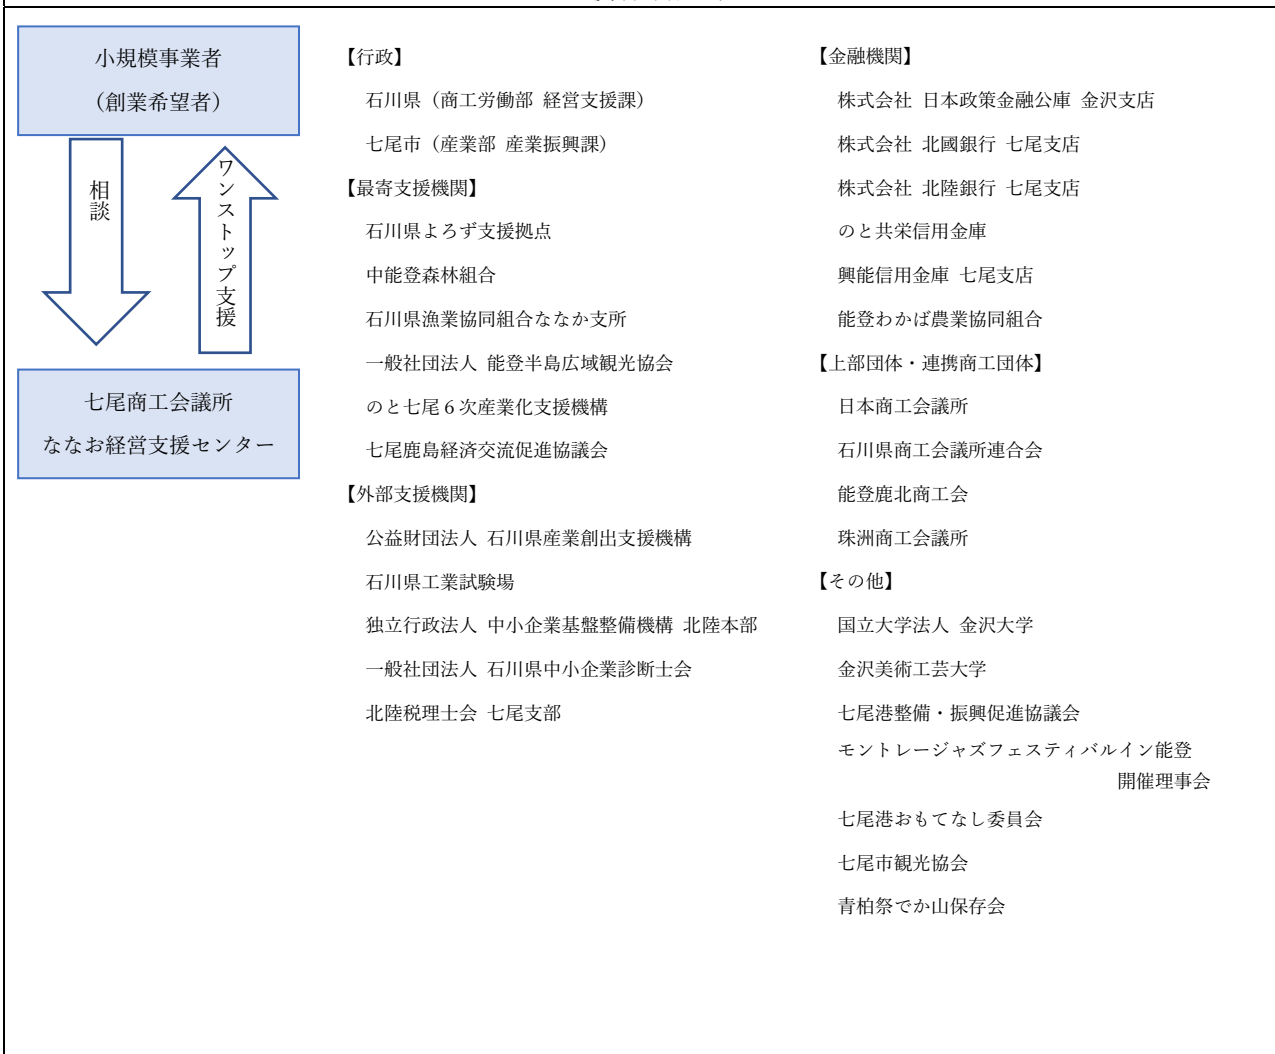 小規模事業者
（創業希望者）
相談
ワンストップ支援
七尾商工会議所
ななお経営支援センター
【行政】
石川県（商工労働部 経営支援課）
七尾市（産業部 産業振興課）
【最寄支援機関】
石川県よろず支援拠点
中能登森林組合
石川県漁業協同組合ななか支所
一般社団法人 能登半島広域観光協会
のと七尾６次産業化支援機構
七尾鹿島経済交流促進協議会
【外部支援機関】
公益財団法人 石川県産業創出支援機構
石川県工業試験場
独立行政法人 中小企業基盤整備機構 北陸本部
一般社団法人 石川県中小企業診断士会
北陸税理士会 七尾支部
【金融機関】
株式会社 日本政策金融公庫 金沢支店
株式会社 北國銀行 七尾支店
株式会社 北陸銀行 七尾支店
のと共栄信用金庫
興能信用金庫 七尾支店
能登わかば農業協同組合
【上部団体・連携商工団体】
日本商工会議所
石川県商工会議所連合会
能登鹿北商工会
珠洲商工会議所
【その他】
国立大学法人 金沢大学
金沢美術工芸大学
七尾港整備・振興促進協議会
モントレージャズフェスティバルイン能登
開催理事会
七尾港おもてなし委員会
七尾市観光協会
青柏祭でか山保存会